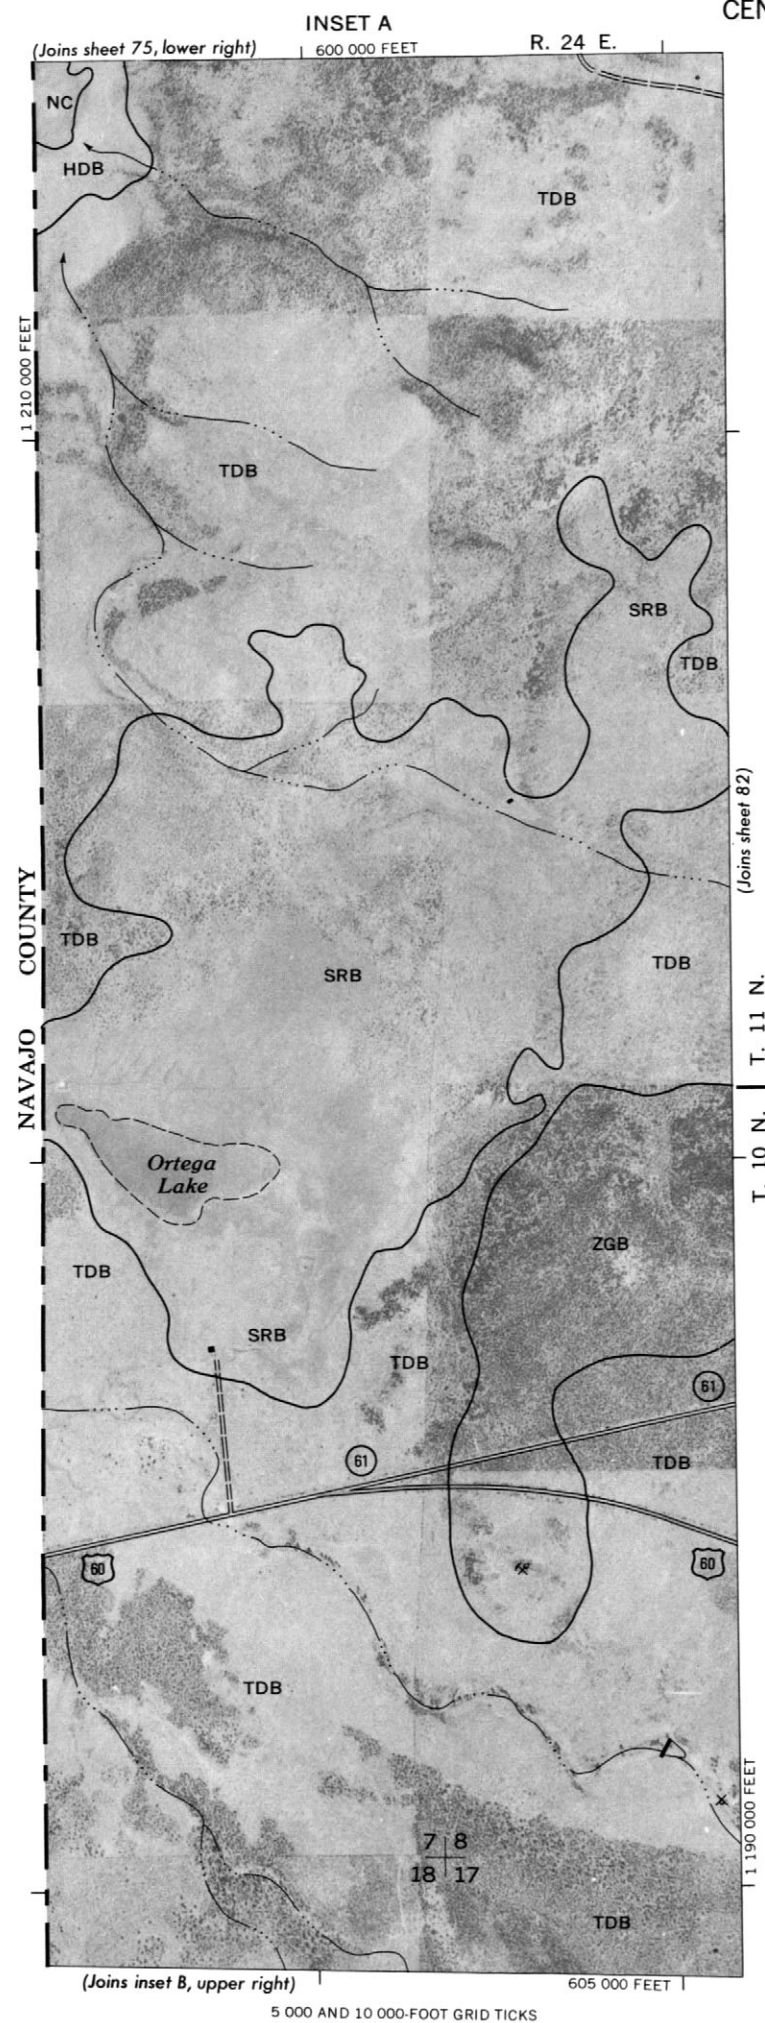 CEN
INSET A
(Joins sheet 75, lower right)
600 000 FEET
R. 24 E.
NC
HDB
TDB
1 210 000 FEET
TDB
SRB
TDB
(Joins sheet 82)
NAVAJO COUNTY
TDB
SRB
TDB
T. 11 N.
T. 10 N.
Ortega
Lake
ZGB
TDB
SRB
TDB
61
61
TDB
60
60
TDB
1 190 000 FEET
7 8
18 17
TDB
(Joins inset B, upper right)
605 000 FEET
5 000 AND 10 000-FOOT GRID TICKS